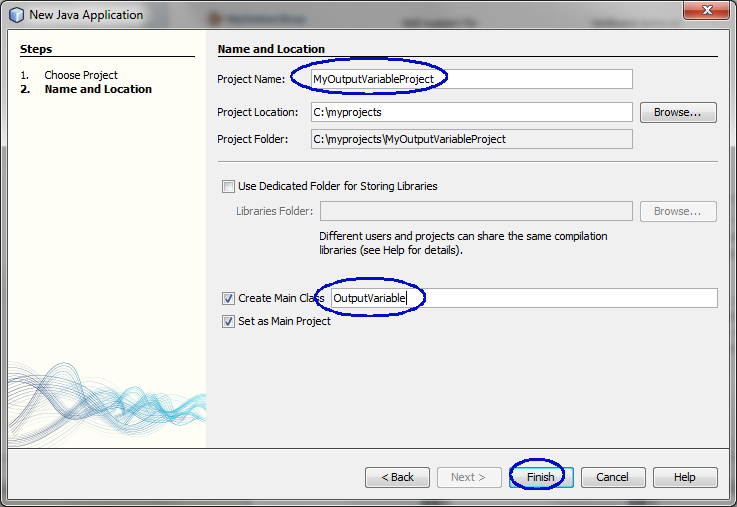 New Java Application
Steps
1. Choose Project
2. Name and Location
Name and Location
Project Name: MyOutputVariableProject
Project Location: C:\myprojects Browse...
Project Folder: C:\myprojects\MyOutputVariableProject
Use Dedicated Folder for Storing Libraries
Libraries Folder: Browse...
Different users and projects can share the same compilation
libraries (see Help for details).
Create Main Class OutputVariable
Set as Main Project
< Back Next > Finish Cancel Help